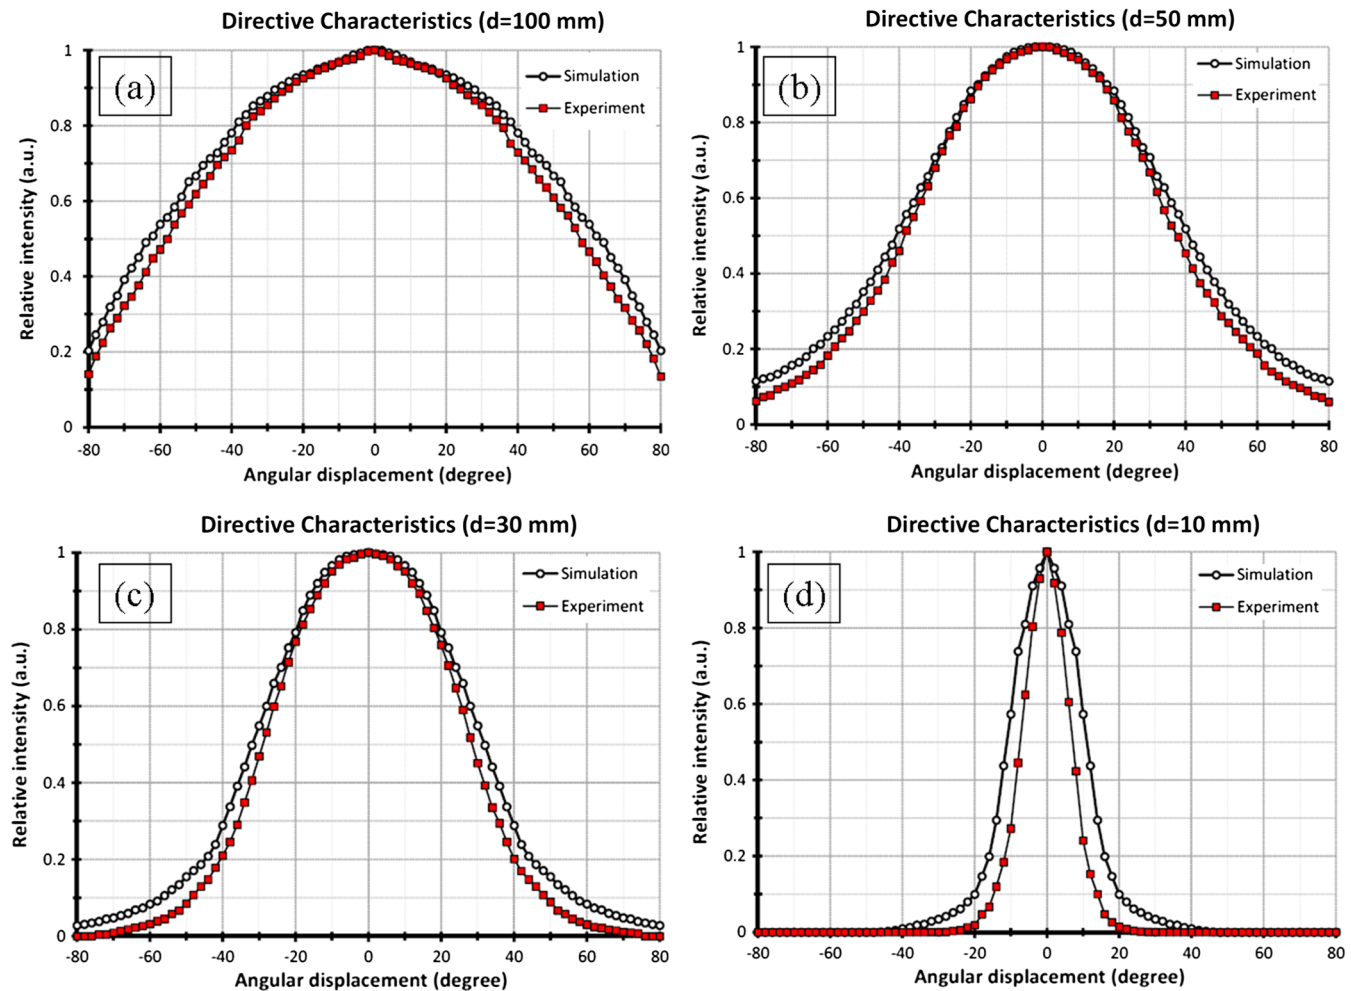 Directive Characteristics (d=100 mm)
(a)
Simulation
Experiment
Relative intensity (a.u.)
1
0.8
0.6
0.4
0.2
0
-80 -60 -40 -20 0 20 40 60 80
Angular displacement (degree)
Directive Characteristics (d=50 mm)
(b)
Simulation
Experiment
Relative intensity (a.u.)
1
0.8
0.6
0.4
0.2
0
-80 -60 -40 -20 0 20 40 60 80
Angular displacement (degree)
Directive Characteristics (d=30 mm)
(c)
Simulation
Experiment
Relative intensity (a.u.)
1
0.8
0.6
0.4
0.2
0
-80 -60 -40 -20 0 20 40 60 80
Angular displacement (degree)
Directive Characteristics (d=10 mm)
(d)
Simulation
Experiment
Relative intensity (a.u.)
1
0.8
0.6
0.4
0.2
0
-80 -60 -40 -20 0 20 40 60 80
Angular displacement (degree)